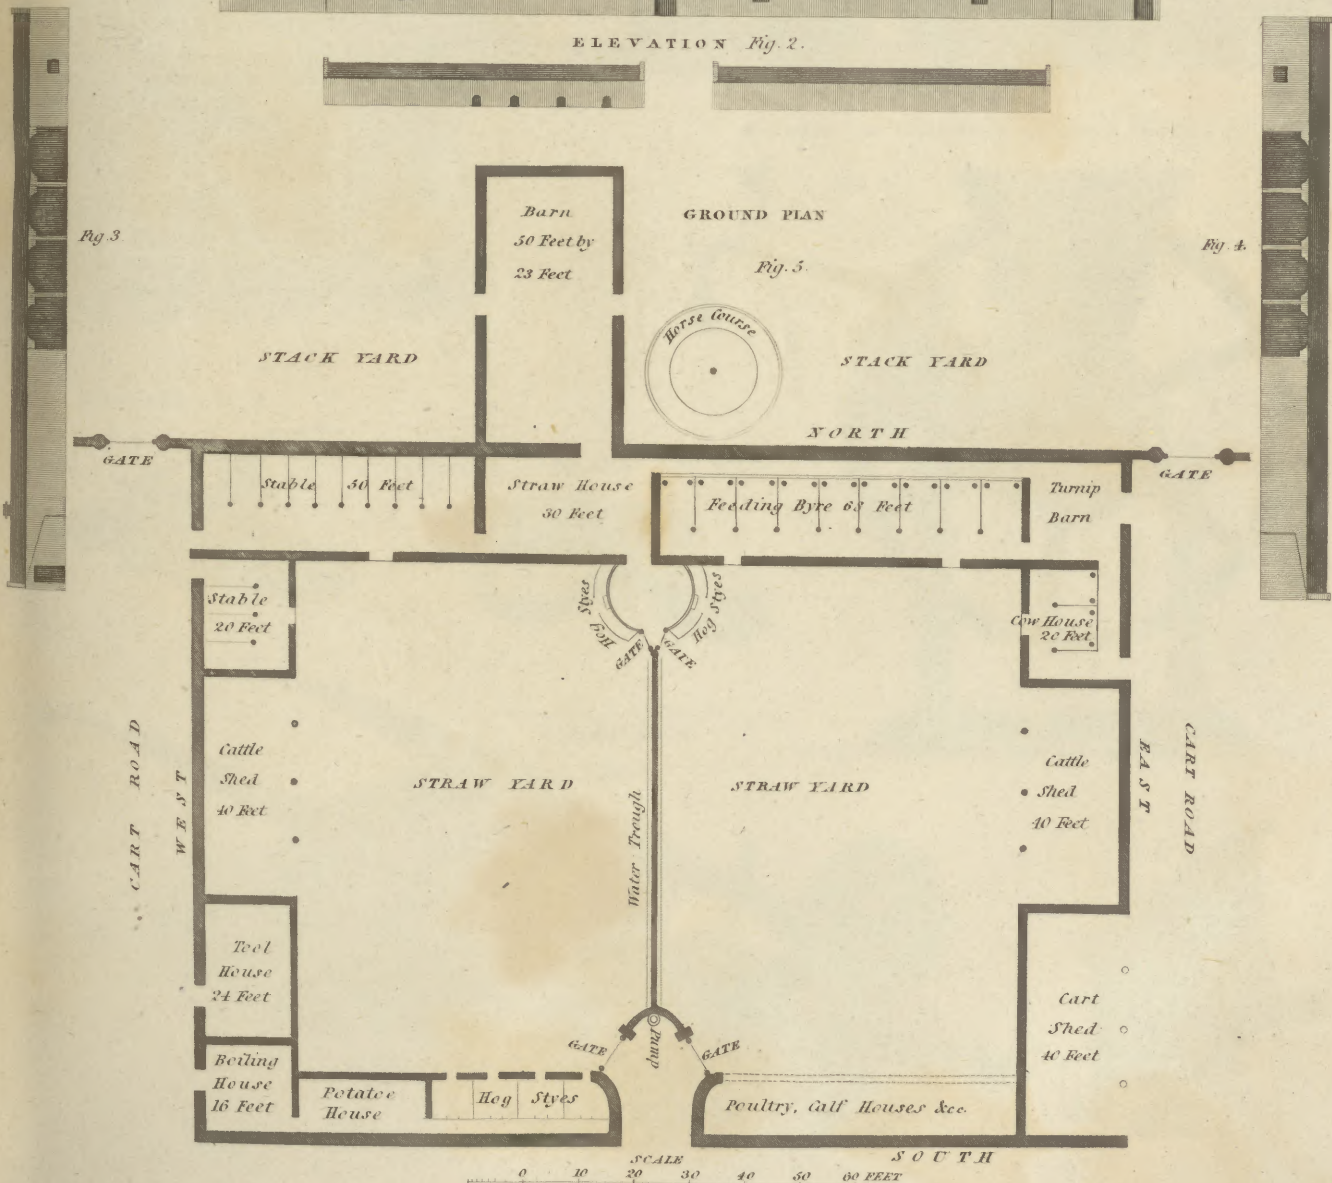 ELEVATION Fig. 2.
Fig. 3
Barn
50 Feet by
23 Feet
GROUND PLAN
Fig. 5.
Fig. 4.
Horse Course
STACK YARD
STACK YARD
NORTH
GATE
GATE
Stable 50 Feet
Straw House
30 Feet
Feeding Byre 63 Feet
Turnip
Barn
Stable
20 Feet
Hog Styes
Hog Styes
GATE
GATE
Cow House
20 Feet
CART ROAD
WEST
Cattle
Shed
40 Feet
STRAW YARD
Water Trough
STRAW YARD
Cattle
Shed
40 Feet
EAST
CART ROAD
Tool
House
24 Feet
Cart
Shed
40 Feet
GATE
Pump
GATE
Boiling
House
16 Feet
Potatoe
House
Hog Styes
Poultry, Calf Houses &cc.
SCALE
SOUTH
0 10 20 30 40 50 60 FEET